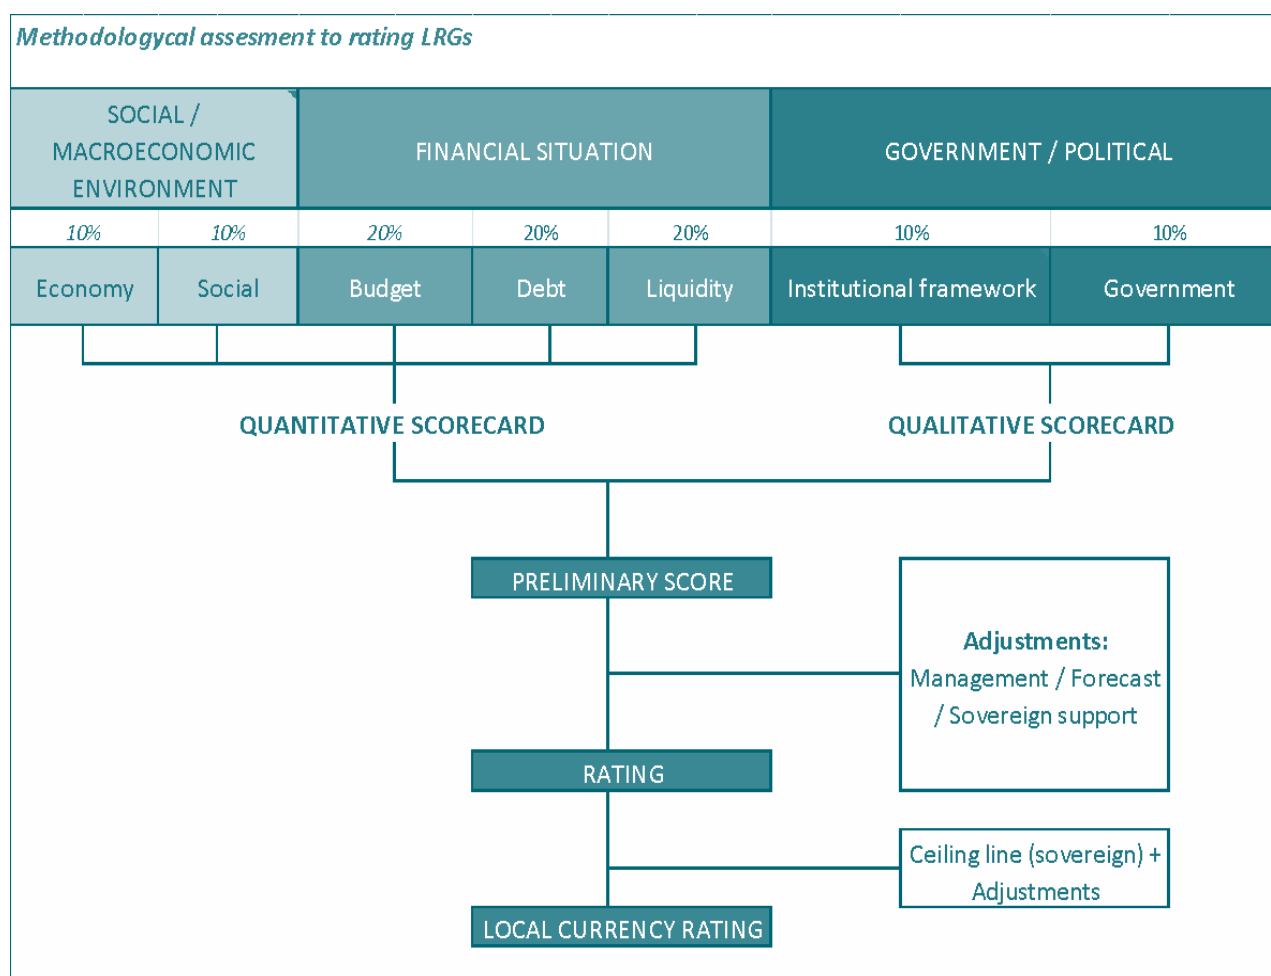 Methodologycal assesment to rating LRGs
SOCIAL /
MACROECONOMIC
ENVIRONMENT
FINANCIAL SITUATION
GOVERNMENT / POLITICAL
10%
10%
20%
20%
20%
10%
10%
Economy
Social
Budget
Debt
Liquidity
Institutional framework
Government
QUANTITATIVE SCORECARD
QUALITATIVE SCORECARD
PRELIMINARY SCORE
Adjustments:
Management / Forecast
/ Sovereign support
RATING
Ceiling line (sovereign) +
Adjustments
LOCAL CURRENCY RATING